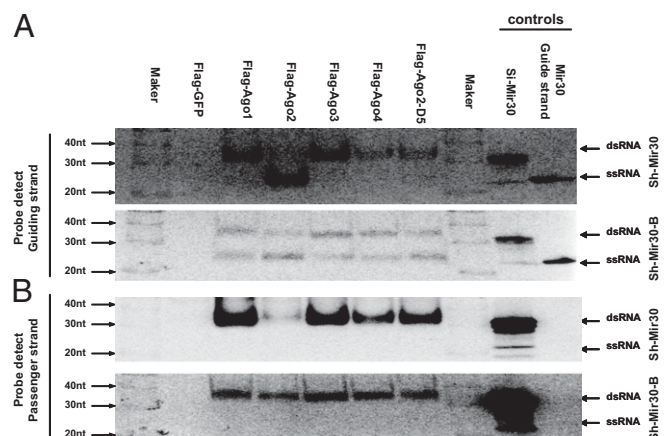 A
controls
Maker
Flag-GFP
Flag-Ago1
Flag-Ago2
Flag-Ago3
Flag-Ago4
Flag-Ago2-D5
Maker
Si-Mir30
Mir30
Guide strand
Probe detect
Guiding strand
40nt
30nt
20nt
dsRNA
ssRNA
Sh-Mir30
40nt
30nt
20nt
dsRNA
ssRNA
Sh-Mir30-B
B
Probe detect
Passenger strand
40nt
30nt
20nt
dsRNA
ssRNA
Sh-Mir30
40nt
30nt
20nt
dsRNA
ssRNA
Sh-Mir30-B